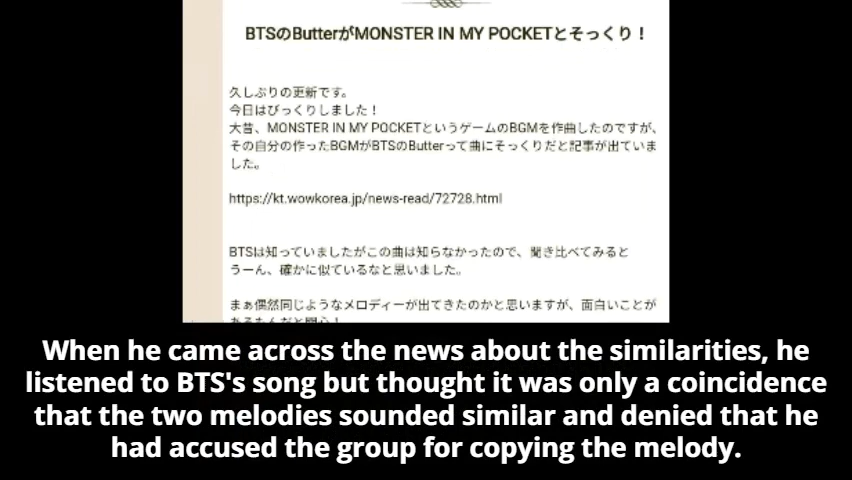 BTSのButterがMONSTER IN MY POCKETとそっくり！
久しぶりの更新です。
今日はびっくりしました！
大昔、MONSTER IN MY POCKETというゲームのBGMを作曲したのですが、
その自分の作ったBGMがBTSのButterって曲にそっくりだと記事が出ていま
した。
https://kt.wowkorea.jp/news-read/72728.html
BTSは知っていましたがこの曲は知らなかったので、聞き比べてみると
うーん、確かに似ているなと思いました。
まぁ偶然同じようなメロディーが出てきたのかと思いますが、面白いことが
When he came across the news about the similarities, he
listened to BTS's song but thought it was only a coincidence
that the two melodies sounded similar and denied that he
had accused the group for copying the melody.